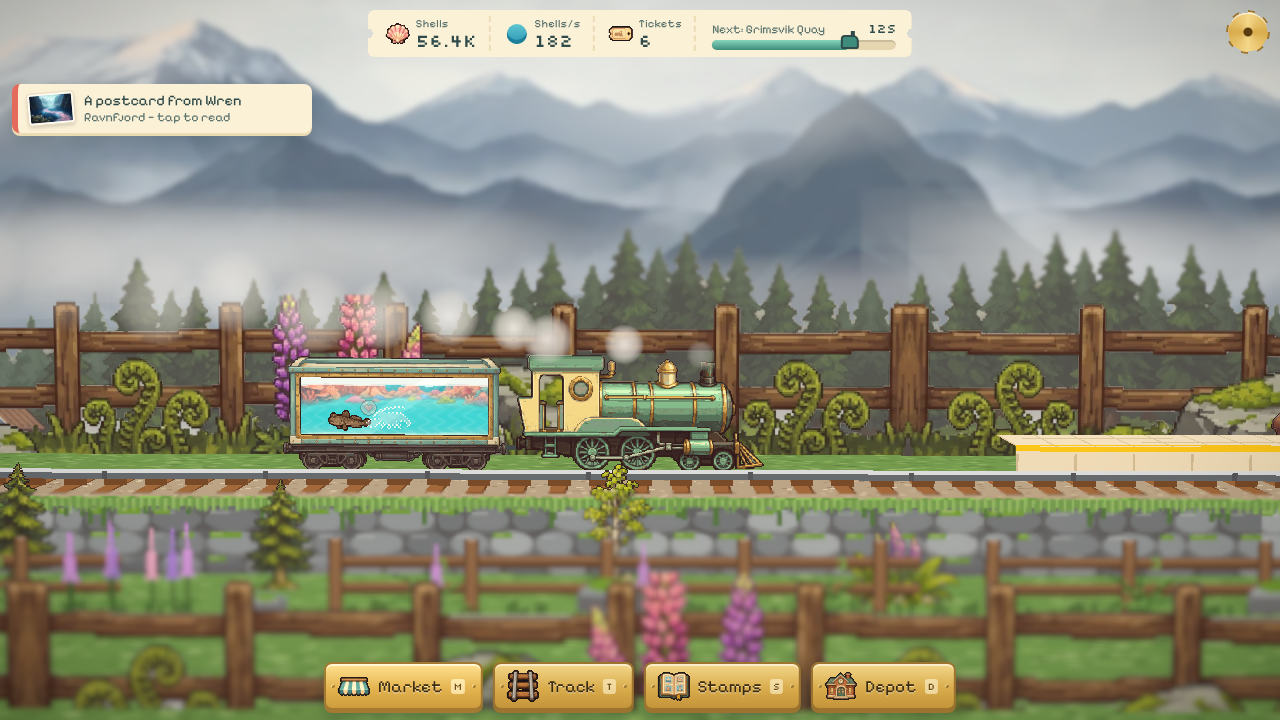 Shells
56.4K
Shells/s
182
Tickets
6
Next: Grimsvik Quay 12s
A postcard from Wren
Ravnfjord - tap to read
Market M
Track T
Stamps S
Depot D